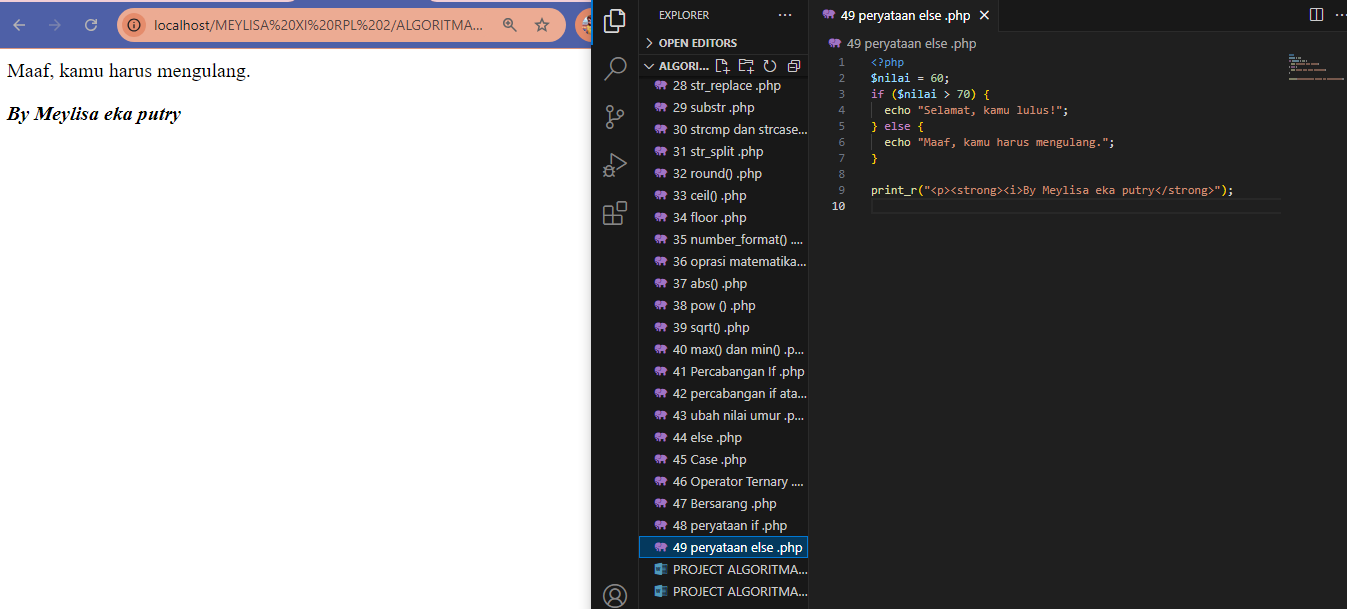 localhost/MEYLISA%20XI%20RPL%202/ALGORITMA...
Maaf, kamu harus mengulang.
By Meylisa eka putry
EXPLORER
OPEN EDITORS
ALGORI...
28 str_replace .php
29 substr .php
30 strcmp dan strcase...
31 str_split .php
32 round() .php
33 ceil() .php
34 floor .php
35 number_format() ....
36 oprasi matematika...
37 abs() .php
38 pow () .php
39 sqrt() .php
40 max() dan min() .p...
41 Percabangan If .php
42 percabangan if ata...
43 ubah nilai umur .p...
44 else .php
45 Case .php
46 Operator Ternary ....
47 Bersarang .php
48 peryataan if .php
49 peryataan else .php
PROJECT ALGORITMA...
PROJECT ALGORITMA...
49 peryataan else .php
49 peryataan else .php
1 <?php
2 $nilai = 60;
3 if ($nilai > 70) {
4 echo "Selamat, kamu lulus!";
5 } else {
6 echo "Maaf, kamu harus mengulang.";
7 }
8
9 print_r("<p><strong><i>By Meylisa eka putry</strong>");
10